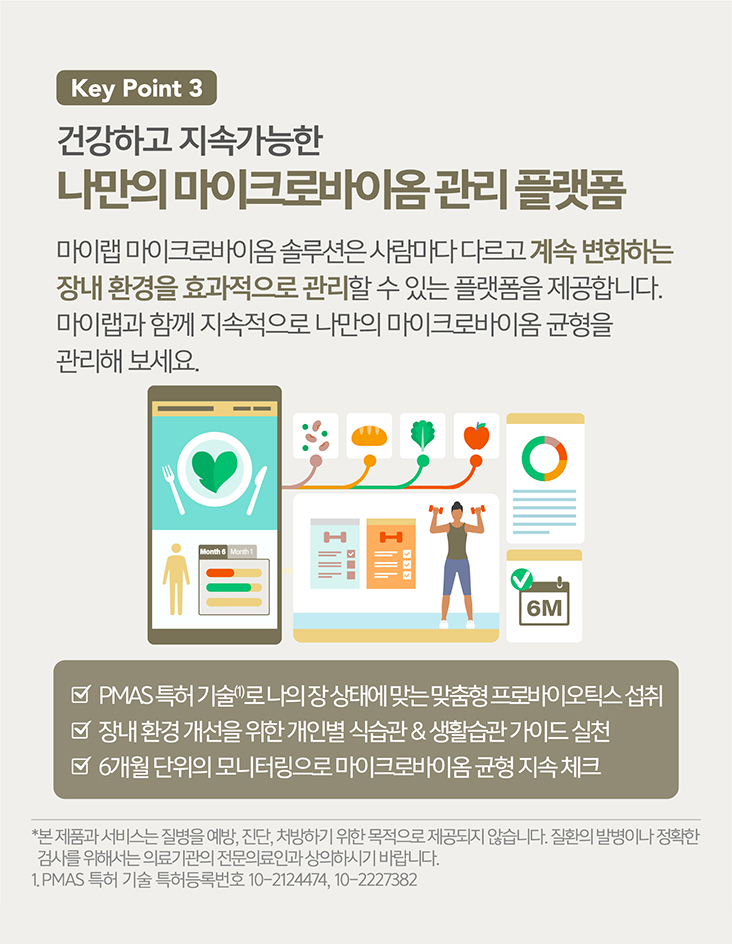 Key Point 3
건강하고 지속가능한
나만의 마이크로바이옴 관리 플랫폼
마이랩 마이크로바이옴 솔루션은 사람마다 다르고 계속 변화하는
장내 환경을 효과적으로 관리할 수 있는 플랫폼을 제공합니다.
마이랩과 함께 지속적으로 나만의 마이크로바이옴 균형을
관리해 보세요.
Month 6 Month 1
6M
PMAS 특허 기술(1)로 나의 장 상태에 맞는 맞춤형 프로바이오틱스 섭취
장내 환경 개선을 위한 개인별 식습관 & 생활습관 가이드 실천
6개월 단위의 모니터링으로 마이크로바이옴 균형 지속 체크
*본 제품과 서비스는 질병을 예방, 진단, 처방하기 위한 목적으로 제공되지 않습니다. 질환의 발병이나 정확한
검사를 위해서는 의료기관의 전문의료인과 상의하시기 바랍니다.
1. PMAS 특허 기술 특허등록번호 10-2124474, 10-2227382